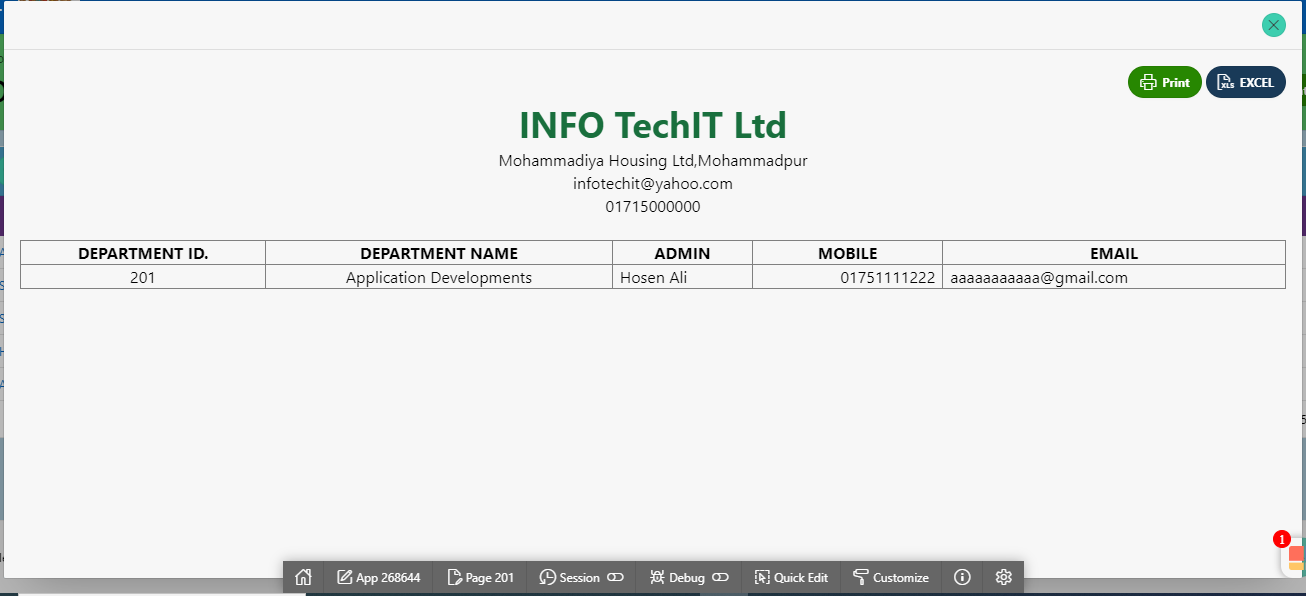 Print
XLS EXCEL
INFO TechIT Ltd
Mohammadiya Housing Ltd,Mohammadpur
infotechit@yahoo.com
01715000000
DEPARTMENT ID. DEPARTMENT NAME ADMIN MOBILE EMAIL
201 Application Developments Hosen Ali 01751111222 aaaaaaaaaaa@gmail.com
1
App 268644 Page 201 Session Debug Quick Edit Customize